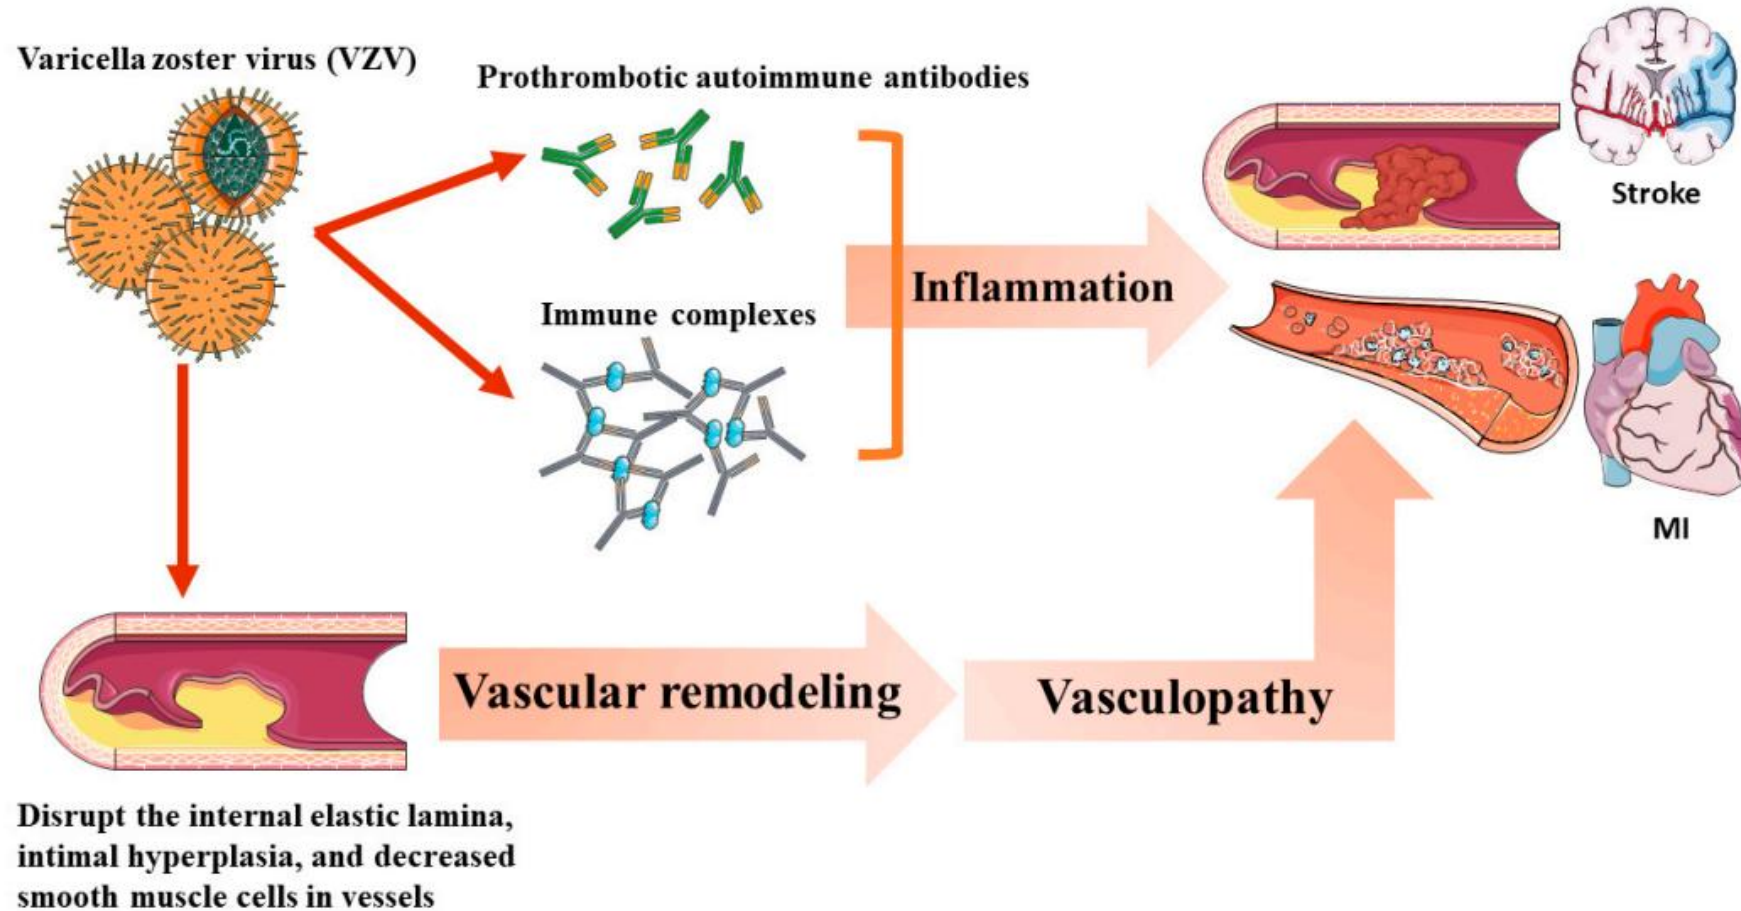 Varicella zoster virus (VZV)
Prothrombotic autoimmune antibodies
Stroke
Inflammation
Immune complexes
MI
Vascular remodeling
Vasculopathy
Disrupt the internal elastic lamina,
intimal hyperplasia, and decreased
smooth muscle cells in vessels